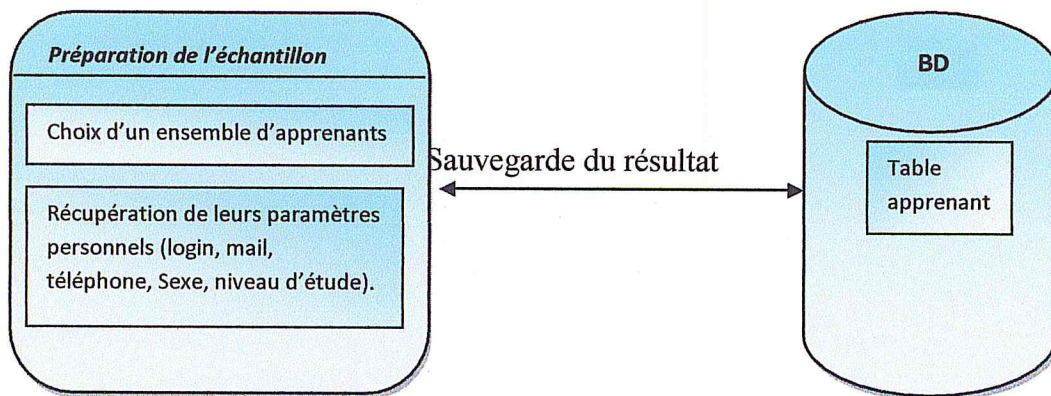 Préparation de l'échantillon
Choix d'un ensemble d'apprenants
Récupération de leurs paramètres
personnels (login, mail,
téléphone, Sexe, niveau d'étude).
Sauvegarde du résultat
BD
Table
apprenant